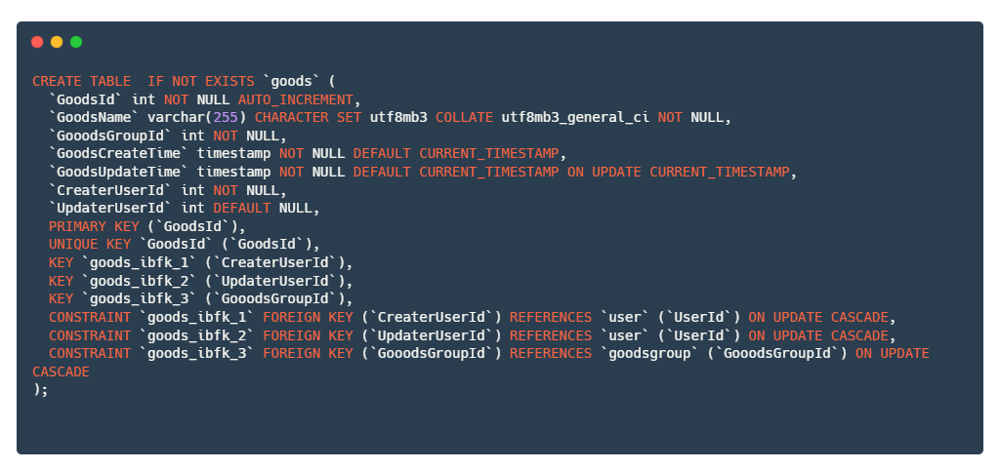 CREATE TABLE  IF NOT EXISTS `goods` (
  `GoodsId` int NOT NULL AUTO_INCREMENT,
  `GoodsName` varchar(255) CHARACTER SET utf8mb3 COLLATE utf8mb3_general_ci NOT NULL,
  `GooodsGroupId` int NOT NULL,
  `GoodsCreateTime` timestamp NOT NULL DEFAULT CURRENT_TIMESTAMP,
  `GoodsUpdateTime` timestamp NOT NULL DEFAULT CURRENT_TIMESTAMP ON UPDATE CURRENT_TIMESTAMP,
  `CreaterUserId` int NOT NULL,
  `UpdaterUserId` int DEFAULT NULL,
  PRIMARY KEY (`GoodsId`),
  UNIQUE KEY `GoodsId` (`GoodsId`),
  KEY `goods_ibfk_1` (`CreaterUserId`),
  KEY `goods_ibfk_2` (`UpdaterUserId`),
  KEY `goods_ibfk_3` (`GooodsGroupId`),
  CONSTRAINT `goods_ibfk_1` FOREIGN KEY (`CreaterUserId`) REFERENCES `user` (`UserId`) ON UPDATE CASCADE,
  CONSTRAINT `goods_ibfk_2` FOREIGN KEY (`UpdaterUserId`) REFERENCES `user` (`UserId`) ON UPDATE CASCADE,
  CONSTRAINT `goods_ibfk_3` FOREIGN KEY (`GooodsGroupId`) REFERENCES `goodsgroup` (`GooodsGroupId`) ON UPDATE
CASCADE
);